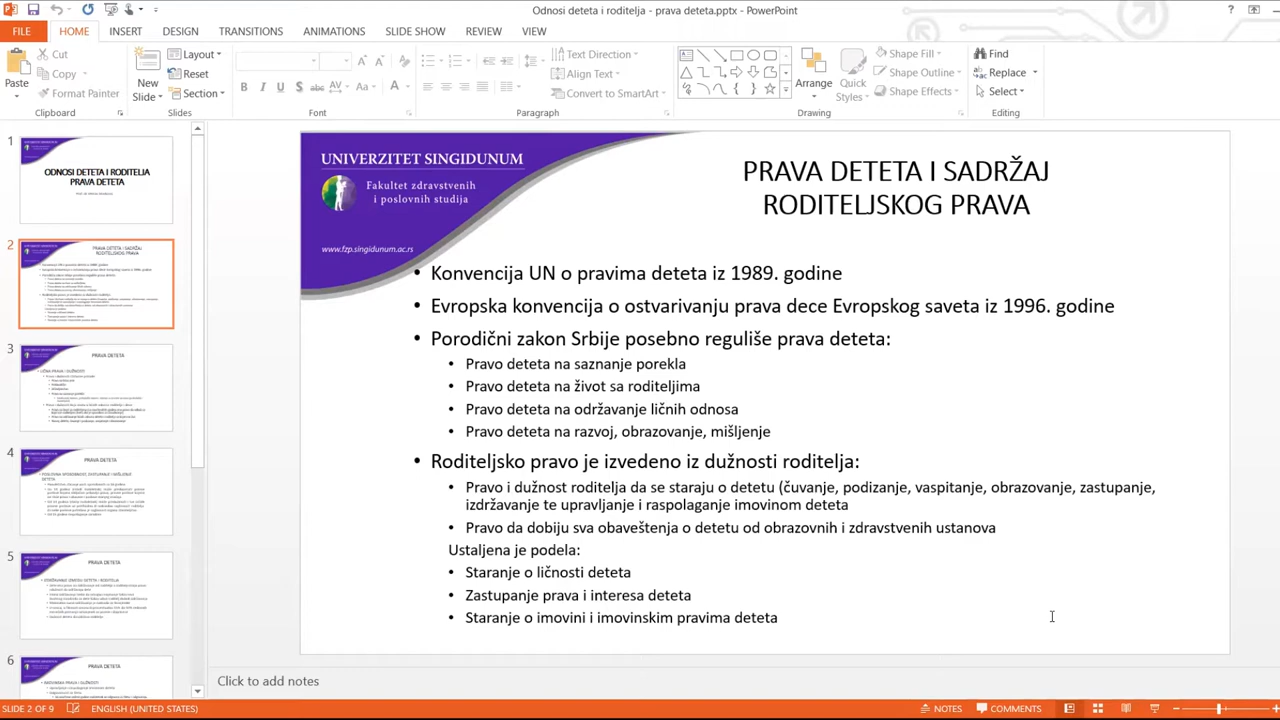 Odnosi deteta i roditelja - prava deteta.pptx - PowerPoint
FILE HOME INSERT DESIGN TRANSITIONS ANIMATIONS SLIDE SHOW REVIEW VIEW
Paste
Cut
Copy
Format Painter
Clipboard
New
Slide
Layout
Reset
Section
Slides
Font
Text Direction
Align Text
Convert to SmartArt
Paragraph
Arrange
Quick
Styles
Shape Fill
Shape Outline
Shape Effects
Drawing
Find
Replace
Select
Editing
1
ODNOSI DETETA I RODITELJA
PRAVA DETETA
2
PRAVA DETETA I SADRŽAJ
RODITELJSKOG PRAVA
3
PRAVA DETETA
4
PRAVA DETETA
5
PRAVA DETETA
6
PRAVA DETETA
UNIVERZITET SINGIDUNUM
Fakultet zdravstvenih
i poslovnih studija
www.fzp.singidunum.ac.rs
PRAVA DETETA I SADRŽAJ
RODITELJSKOG PRAVA
• Konvencija UN o pravima deteta iz godine
• Evropska konvencija o ostvarivanju prava dece Evropskog saveta iz 1996. godine
• Porodični zakon Srbije posebno reguliše prava deteta:
• Pravo deteta na saznanje porekla
• Pravo deteta na život sa roditeljima
• Pravo deteta na održavanje ličnih odnosa
• Pravo deteta na razvoj, obrazovanje, mišljenje
• Roditeljsko pravo je izvedeno iz dužnosti roditelja:
• Pravo i dužnost roditelja da se staraju o detetu: čuvanje, podizanje, vaspitanje, obrazovanje, zastupanje,
izdržavanje te upravljanje i raspolaganje imovinom deteta
• Pravo da dobiju sva obaveštenja o detetu od obrazovnih i zdravstvenih ustanova
Ustaljena je podela:
• Staranje o ličnosti deteta
• Zastupanje prava i interesa deteta
• Staranje o imovini i imovinskim pravima deteta
Click to add notes
SLIDE 2 OF 9 ENGLISH (UNITED STATES) NOTES COMMENTS